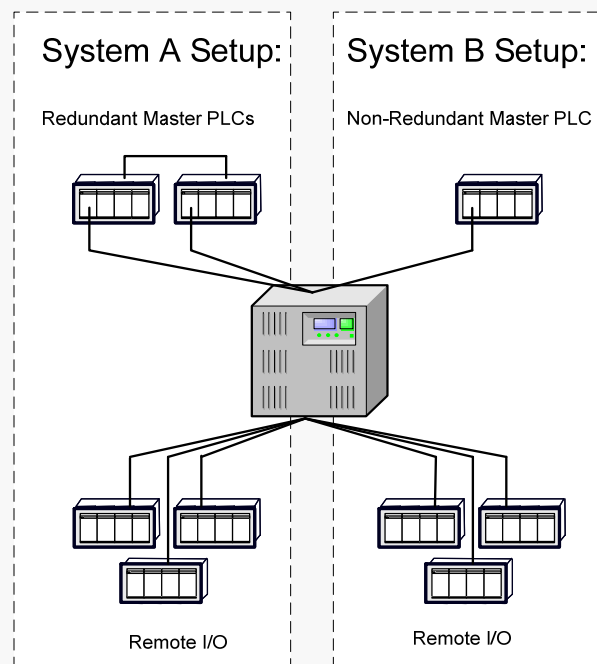 System A Setup:
System B Setup:
Redundant Master PLCs
Non-Redundant Master PLC
Remote I/O
Remote I/O